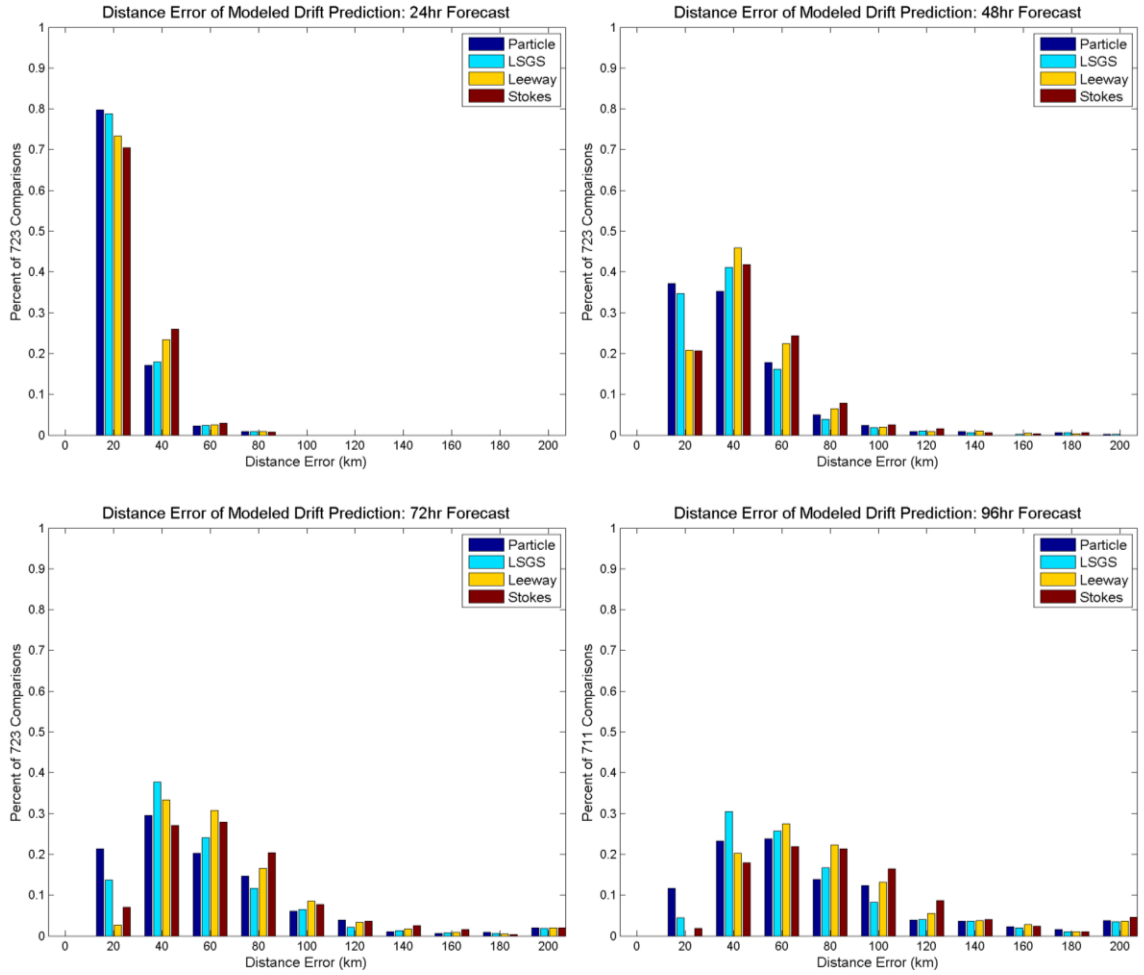 Distance Error of Modeled Drift Prediction: 24hr Forecast
Percent of 723 Comparisons
1
0.9
0.8
0.7
0.6
0.5
0.4
0.3
0.2
0.1
0
Particle
LSGS
Leeway
Stokes
0 20 40 60 80 100 120 140 160 180 200
Distance Error (km)
Distance Error of Modeled Drift Prediction: 48hr Forecast
Percent of 723 Comparisons
1
0.9
0.8
0.7
0.6
0.5
0.4
0.3
0.2
0.1
0
Particle
LSGS
Leeway
Stokes
0 20 40 60 80 100 120 140 160 180 200
Distance Error (km)
Distance Error of Modeled Drift Prediction: 72hr Forecast
Percent of 723 Comparisons
1
0.9
0.8
0.7
0.6
0.5
0.4
0.3
0.2
0.1
0
Particle
LSGS
Leeway
Stokes
0 20 40 60 80 100 120 140 160 180 200
Distance Error (km)
Distance Error of Modeled Drift Prediction: 96hr Forecast
Percent of 711 Comparisons
1
0.9
0.8
0.7
0.6
0.5
0.4
0.3
0.2
0.1
0
Particle
LSGS
Leeway
Stokes
0 20 40 60 80 100 120 140 160 180 200
Distance Error (km)